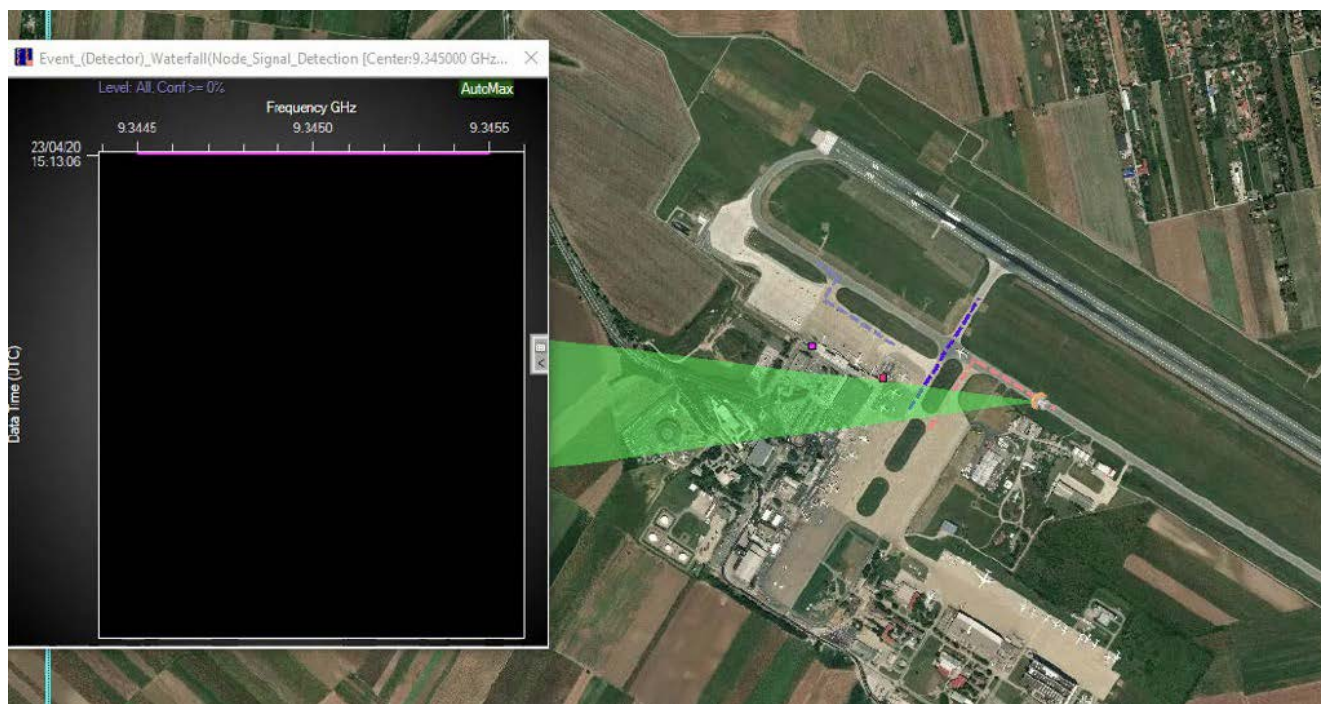 Event_(Detector)_Waterfall(Node_Signal_Detection [Center:9.345000 GHz...
Level: All, Conf >= 0%
AutoMax
Frequency GHz
9.3445 9.3450 9.3455
23/04/20
15:13.06
Data Time (UTC)
<